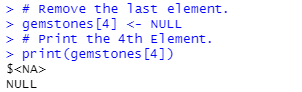 > # Remove the last element.
> gemstones[4] <- NULL
> # Print the 4th Element.
> print(gemstones[4])
$<NA>
NULL